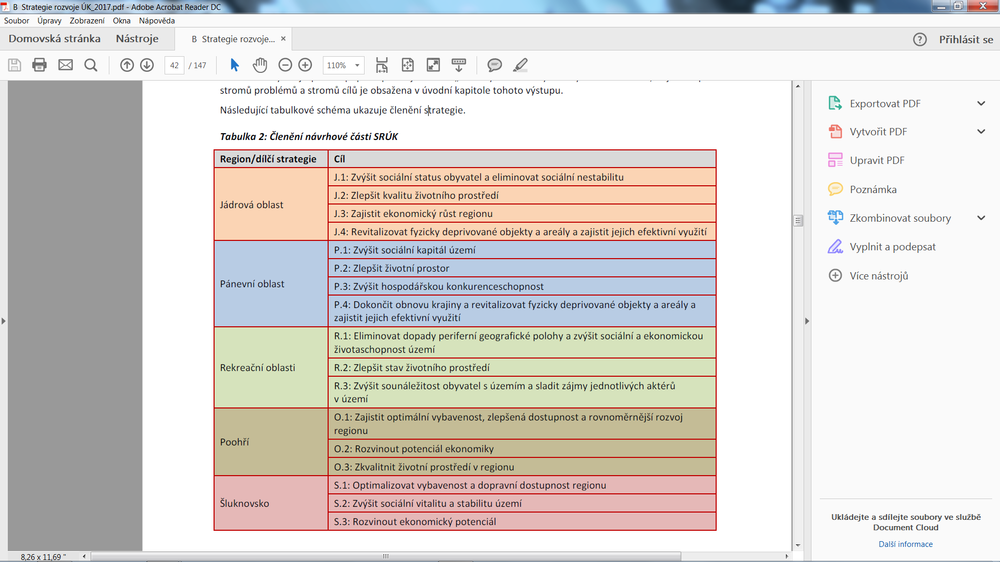 B Strategie rozvoje ÚK_2017.pdf - Adobe Acrobat Reader DC
Soubor Úpravy Zobrazení Okna Nápověda
Domovská stránka Nástroje B Strategie rozvoje... × ? Přihlásit se
42 / 147 110%
stromů problémů a stromů cílů je obsažena v úvodní kapitole tohoto výstupu.
Následující tabulkové schéma ukazuje členění strategie.
Tabulka 2: Členění návrhové části SRÚK
Region/dílčí strategie Cíl
Jádrová oblast
J.1: Zvýšit sociální status obyvatel a eliminovat sociální nestabilitu
J.2: Zlepšit kvalitu životního prostředí
J.3: Zajistit ekonomický růst regionu
J.4: Revitalizovat fyzicky deprivované objekty a areály a zajistit jejich efektivní využití
Pánevní oblast
P.1: Zvýšit sociální kapitál území
P.2: Zlepšit životní prostor
P.3: Zvýšit hospodářskou konkurenceschopnost
P.4: Dokončit obnovu krajiny a revitalizovat fyzicky deprivované objekty a areály a
zajistit jejich efektivní využití
Rekreační oblasti
R.1: Eliminovat dopady periferní geografické polohy a zvýšit sociální a ekonomickou
životaschopnost území
R.2: Zlepšit stav životního prostředí
R.3: Zvýšit sounáležitost obyvatel s územím a sladit zájmy jednotlivých aktérů
v území
Poohří
O.1: Zajistit optimální vybavenost, zlepšená dostupnost a rovnoměrnější rozvoj
regionu
O.2: Rozvinout potenciál ekonomiky
O.3: Zkvalitnit životní prostředí v regionu
Šluknovsko
S.1: Optimalizovat vybavenost a dopravní dostupnost regionu
S.2: Zvýšit sociální vitalitu a stabilitu území
S.3: Rozvinout ekonomický potenciál
Exportovat PDF
Vytvořit PDF
Upravit PDF
Poznámka
Zkombinovat soubory
Vyplnit a podepsat
Více nástrojů
Ukládejte a sdílejte soubory ve službě
Document Cloud
Další informace
8,26 x 11,69 "